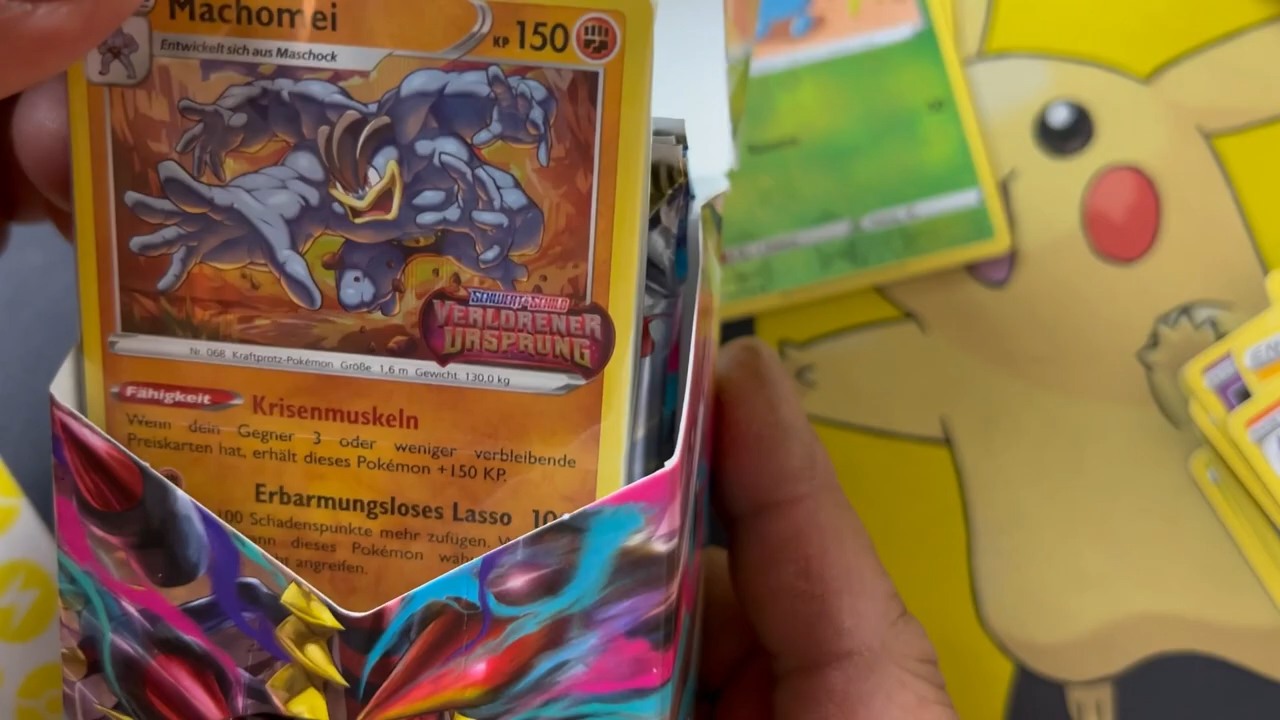 Machomei
KP 150
Entwickelt sich aus Maschock
SCHWERT & SCHILD
VERLORENER
URSPRUNG
Nr. 068 Kraftprotz-Pokémon Größe: 1,6 m Gewicht: 130,0 kg
Fähigkeit Krisenmuskeln
Wenn dein Gegner 3 oder weniger verbleibende
Preiskarten hat, erhält dieses Pokémon +150 KP.
Erbarmungsloses Lasso
100 Schadenspunkte mehr zufügen.
dieses Pokémon
angreifen.